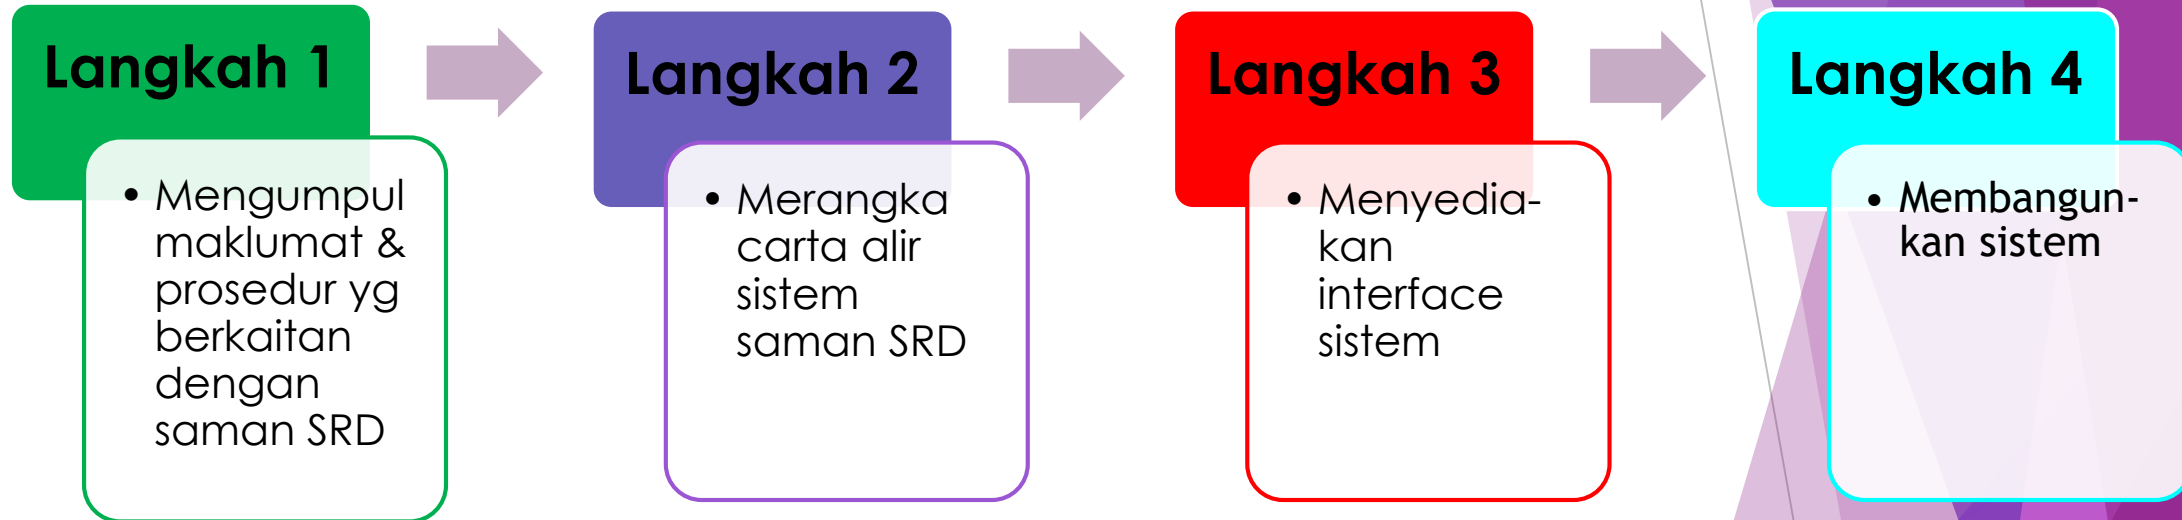 Langkah 1
• Mengumpul
maklumat &
prosedur yg
berkaitan
dengan
saman SRD
Langkah 2
• Merangka
carta alir
sistem
saman SRD
Langkah 3
• Menyedia-
kan
interface
sistem
Langkah 4
• Membangun-
kan sistem